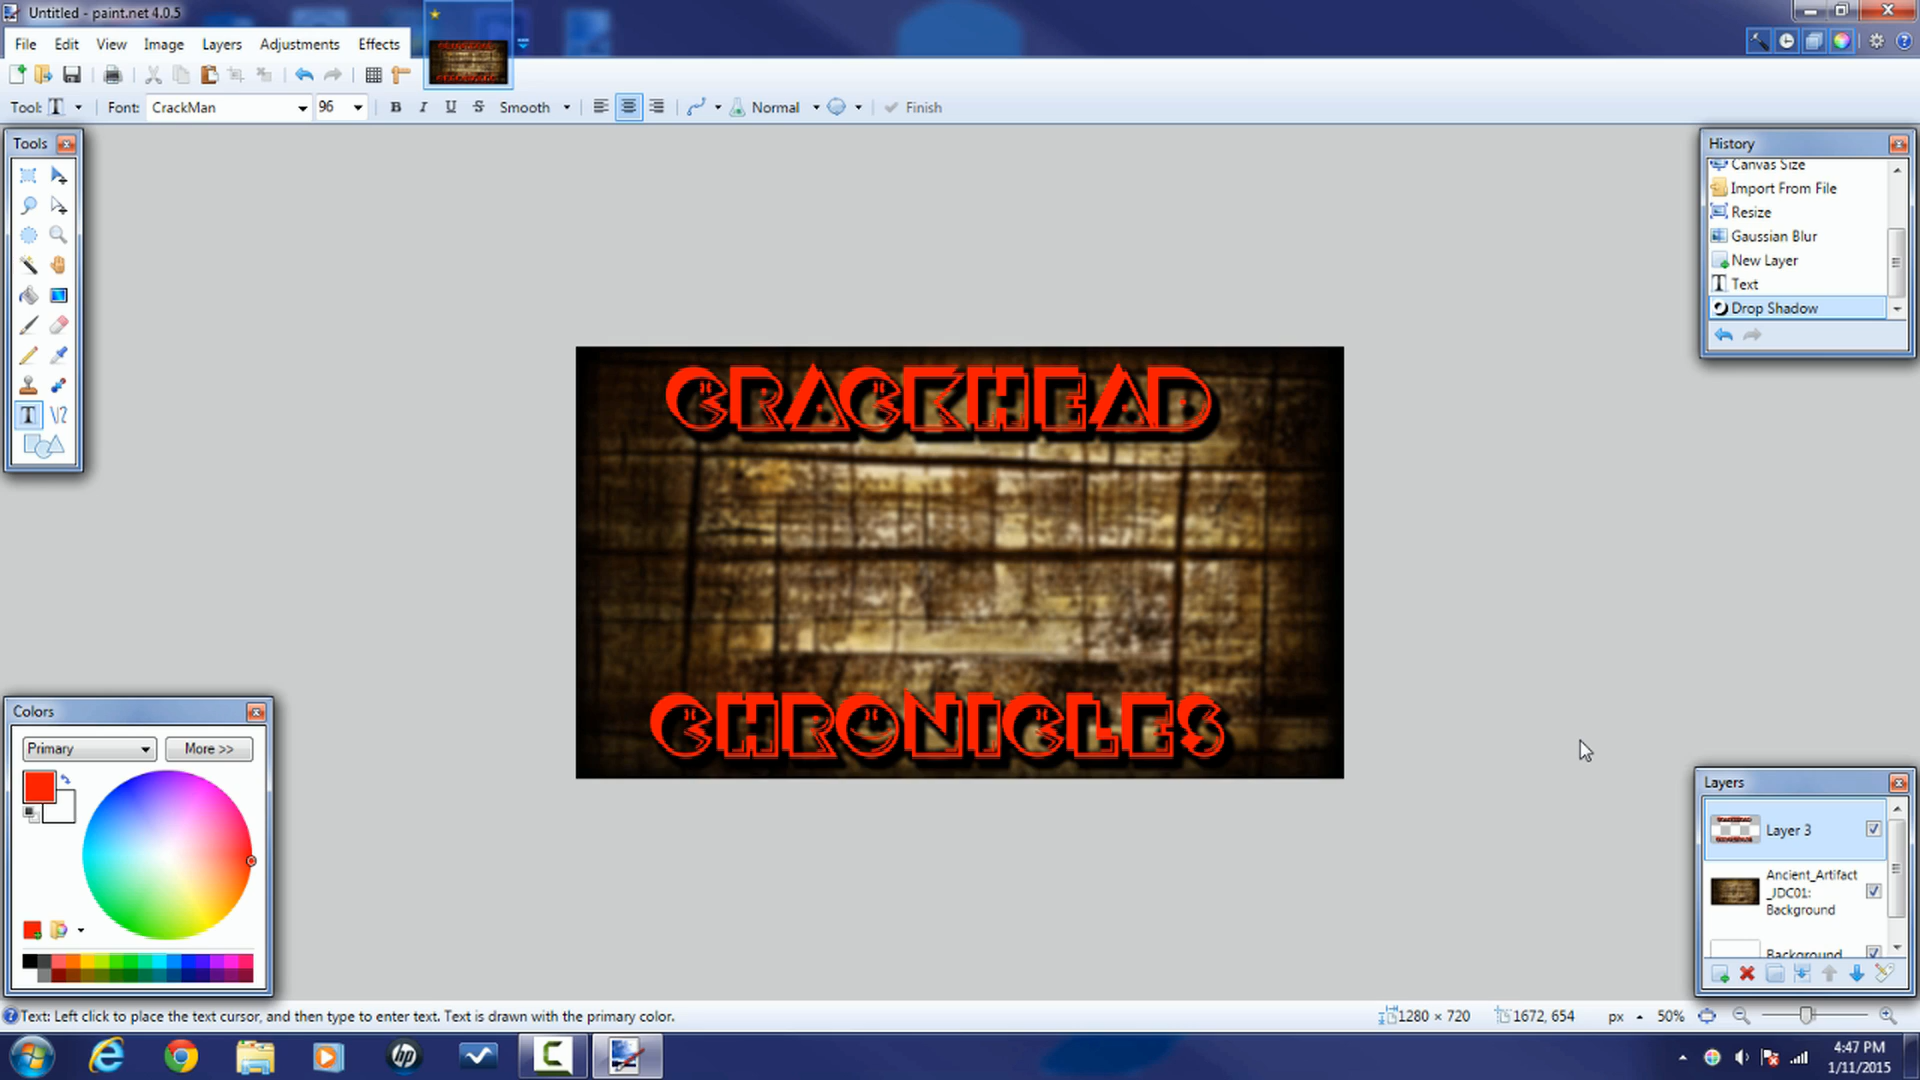 Untitled - paint.net 4.0.5
File Edit View Image Layers Adjustments Effects
Tool: T Font: CrackMan 96 B I U S Smooth Normal Finish
Tools
History
Canvas Size
Import From File
Resize
Gaussian Blur
New Layer
Text
Drop Shadow
CRACKHEAD
CHRONICLES
Colors
Primary More >>
Layers
Layer 3
Ancient_Artifact
_JDC01:
Background
Background
Text: Left click to place the text cursor, and then type to enter text. Text is drawn with the primary color.
1280 × 720 1672, 654 px 50%
hp
4:47 PM
1/11/2015